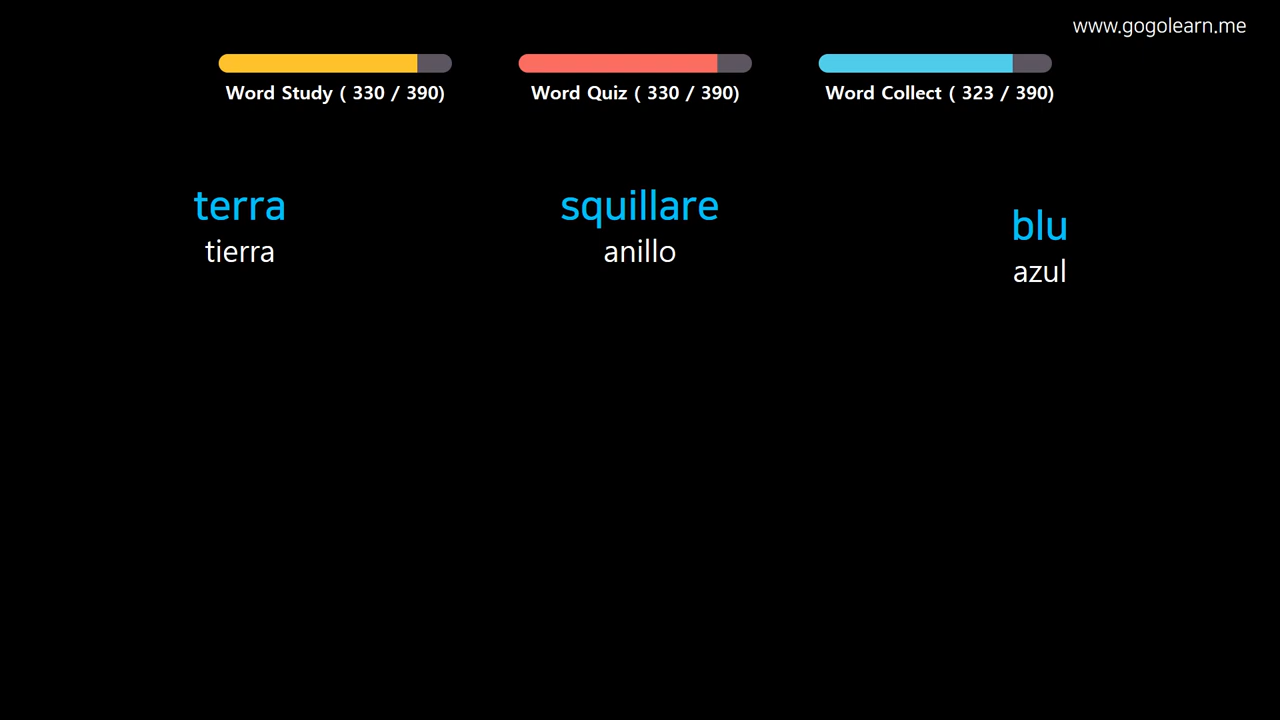 www.gogolearn.me
Word Study ( 330 / 390)
Word Quiz ( 330 / 390)
Word Collect ( 323 / 390)
terra
tierra
squillare
anillo
blu
azul